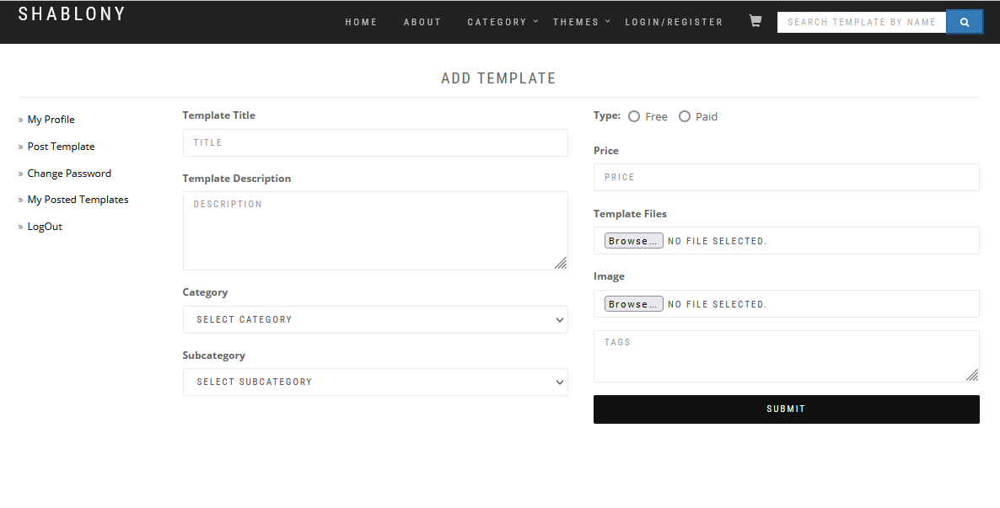 SHABLONY
HOME ABOUT CATEGORY THEMES LOGIN/REGISTER SEARCH TEMPLATE BY NAME
ADD TEMPLATE
» My Profile
» Post Template
» Change Password
» My Posted Templates
» LogOut
Template Title
TITLE
Template Description
DESCRIPTION
Category
SELECT CATEGORY
Subcategory
SELECT SUBCATEGORY
Type: Free Paid
Price
PRICE
Template Files
Browse... NO FILE SELECTED.
Image
Browse... NO FILE SELECTED.
TAGS
SUBMIT